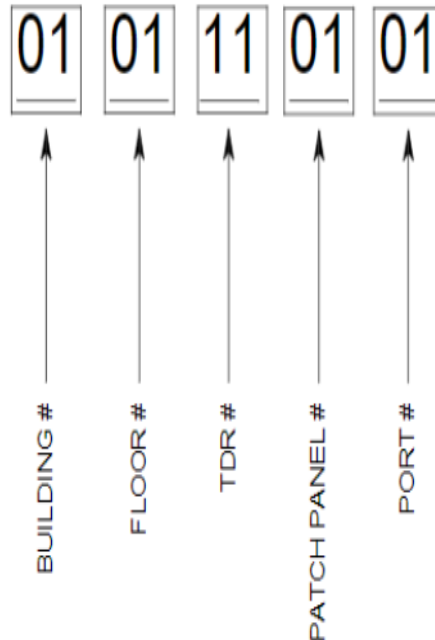 01 01 11 01 01
BUILDING #
FLOOR #
TDR #
PATCH PANEL #
PORT #